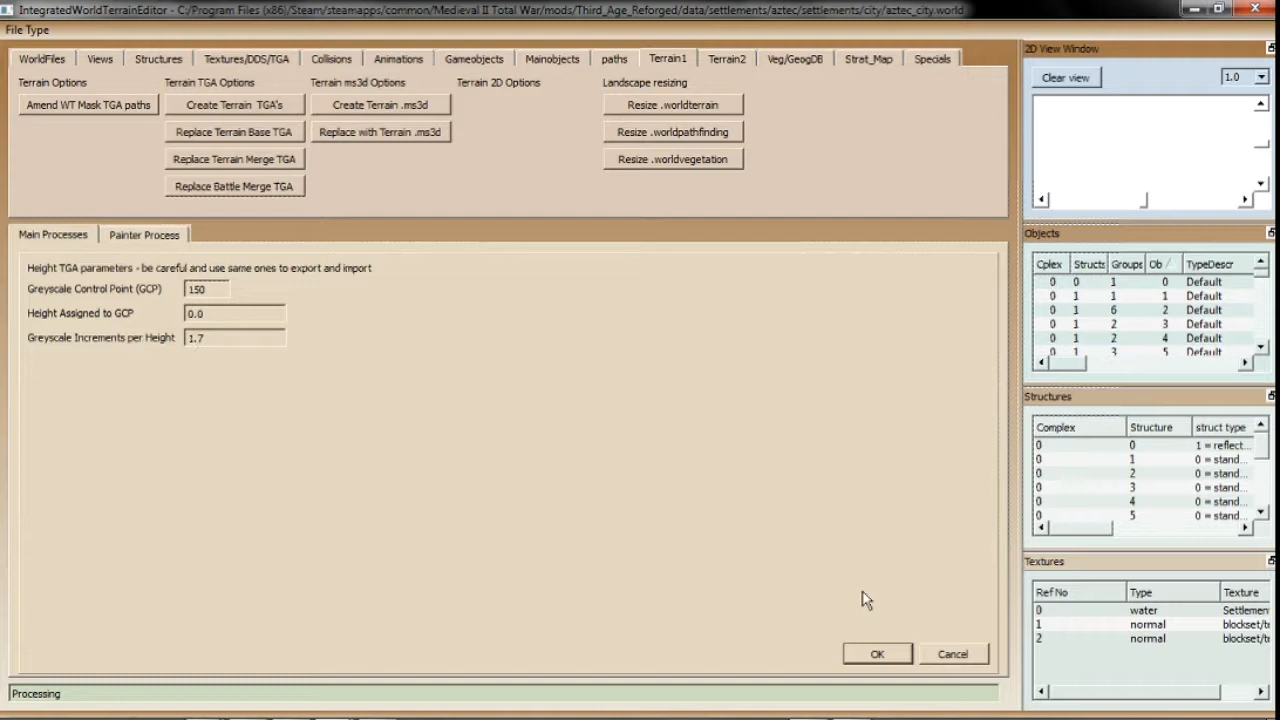 IntegratedWorldTerrainEditor - C:/Program Files (x86)/Steam/steamapps/common/Medieval II Total War/mods/Third_Age_Reforged/data/settlements/aztec/settlements/city/aztec_city.world
File Type
WorldFiles Views Structures Textures/DDS/TGA Collisions Animations Gameobjects Mainobjects paths Terrain1 Terrain2 Veg/GeogDB Strat_Map Specials
Terrain Options Terrain TGA Options Terrain ms3d Options Terrain 2D Options Landscape resizing
Amend WT Mask TGA paths Create Terrain TGA's Create Terrain .ms3d Resize .worldterrain
Replace Terrain Base TGA Replace with Terrain .ms3d Resize .worldpathfinding
Replace Terrain Merge TGA Resize .worldvegetation
Replace Battle Merge TGA
Main Processes Painter Process
Height TGA parameters - be careful and use same ones to export and import
Greyscale Control Point (GCP) 150
Height Assigned to GCP 0.0
Greyscale Increments per Height 1.7
OK Cancel
Processing
2D View Window
Clear view 1.0
Objects
Cplex Structs Groups Ob TypeDescr
0 0 1 0 Default
0 1 1 1 Default
0 1 6 2 Default
0 1 2 3 Default
0 1 2 4 Default
0 1 3 5 Default
Structures
Complex Structure struct type
0 0 1 = reflect...
0 1 0 = stand...
0 2 0 = stand...
0 3 0 = stand...
0 4 0 = stand...
0 5 0 = stand...
Textures
Ref No Type Texture
0 water Settlemen
1 normal blockset/t
2 normal blockset/t